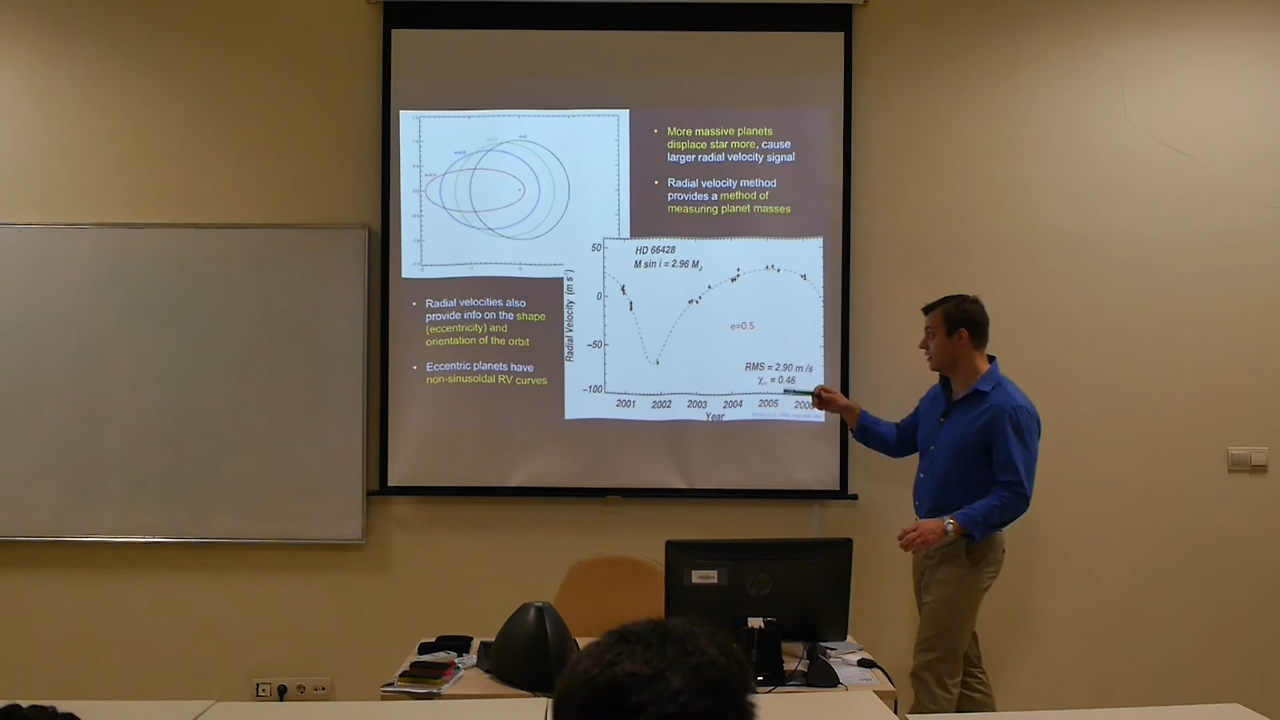 • More massive planets
displace star more, cause
larger radial velocity signal
• Radial velocity method
provides a method of
measuring planet masses
• Radial velocities also
provide info on the shape
(eccentricity) and
orientation of the orbit
• Eccentric planets have
non-sinusoidal RV curves
HD 66428
M sin i = 2.96 MJ
50
0
−50
−100
Radial Velocity (m s⁻¹)
e=0.5
RMS = 2.90 m/s
= 0.46
2001 2002 2003 2004 2005 2006
Year
hp